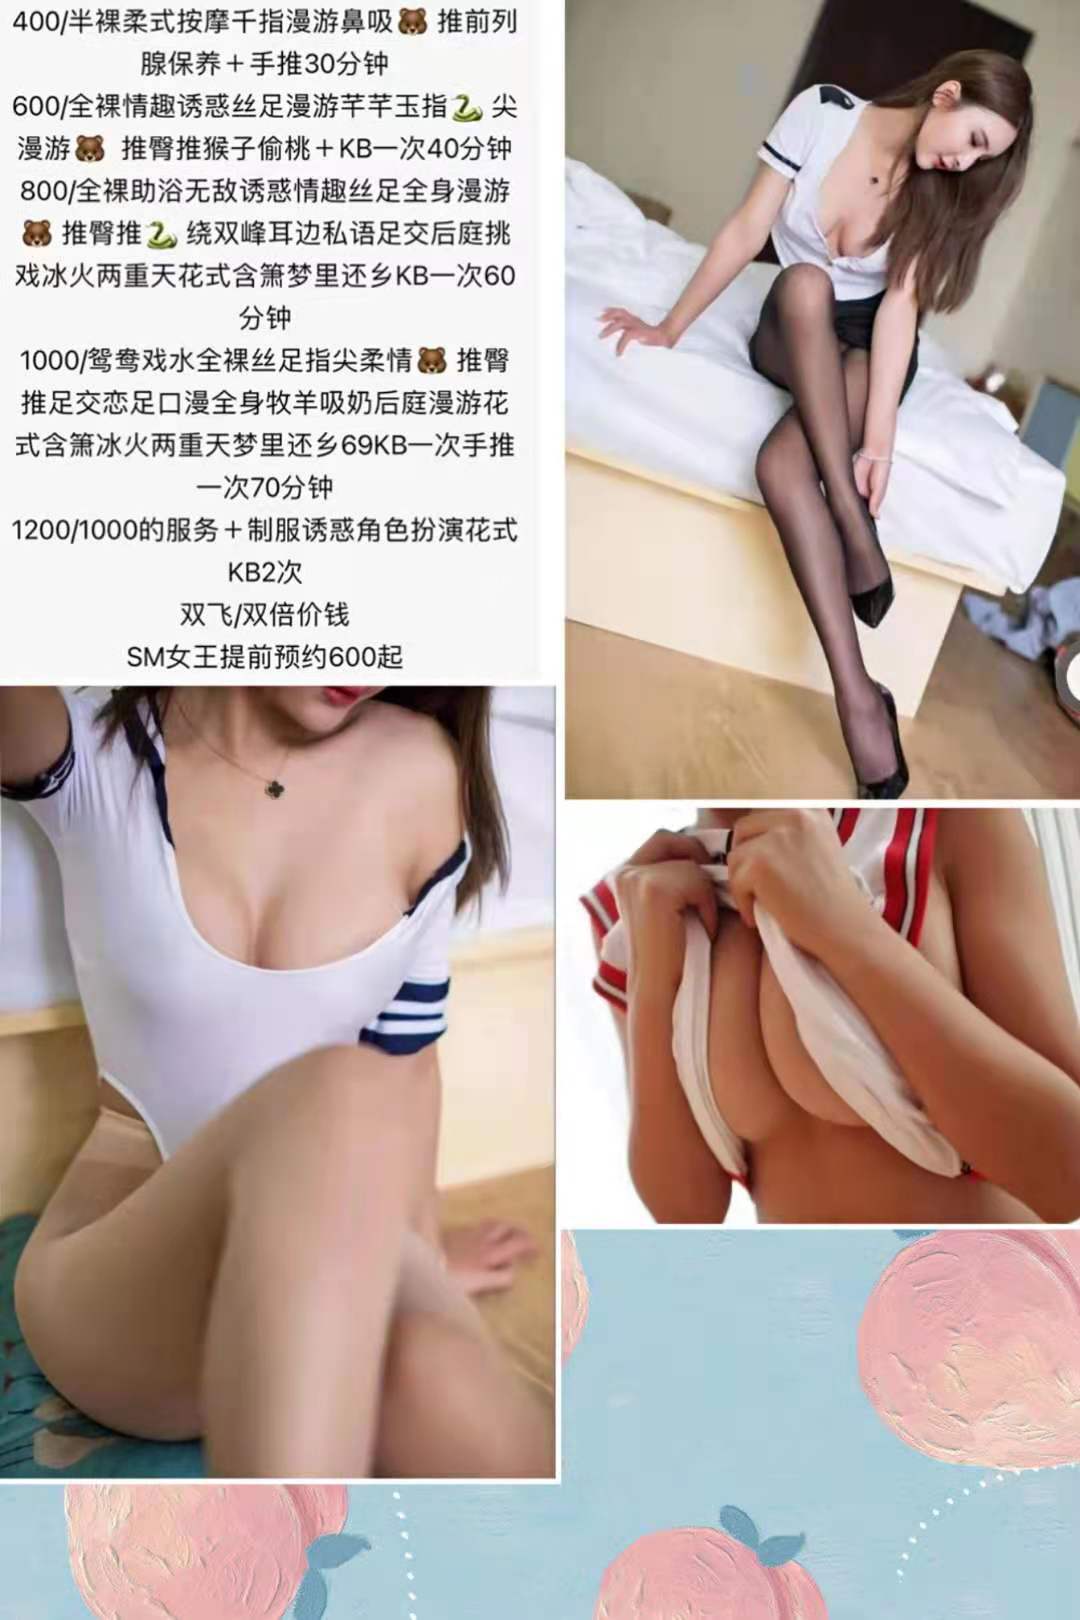 400/半裸柔式按摩千指漫游鼻吸🐻 推前列
腺保养＋手推30分钟
600/全裸情趣诱惑丝足漫游芊芊玉指🐍 尖
漫游🐻 推臀推猴子偷桃＋KB一次40分钟
800/全裸助浴无敌诱惑情趣丝足全身漫游
🐻 推臀推🐍 绕双峰耳边私语足交后庭挑
戏冰火两重天花式含箫梦里还乡KB一次60
分钟
1000/鸳鸯戏水全裸丝足指尖柔情🐻 推臀
推足交恋足口漫全身牧羊吸奶后庭漫游花
式含箫冰火两重天梦里还乡69KB一次手推
一次70分钟
1200/1000的服务＋制服诱惑角色扮演花式
KB2次
双飞/双倍价钱
SM女王提前预约600起